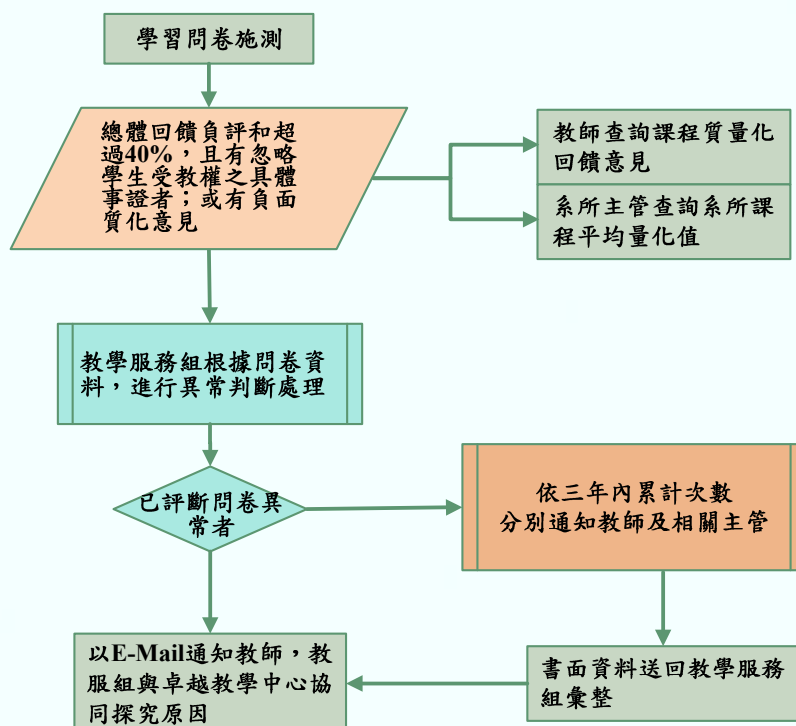 學習問卷施測
總體回饋負評和超
過40%，且有忽略
學生受教權之具體
事證者；或有負面
質化意見
教師查詢課程質量化
回饋意見
系所主管查詢系所課
程平均量化值
教學服務組根據問卷資
料，進行異常判斷處理
已評斷問卷異
常者
依三年內累計次數
分別通知教師及相關主管
以E-Mail通知教師，教
服組與卓越教學中心協
同探究原因
書面資料送回教學服務
組彙整